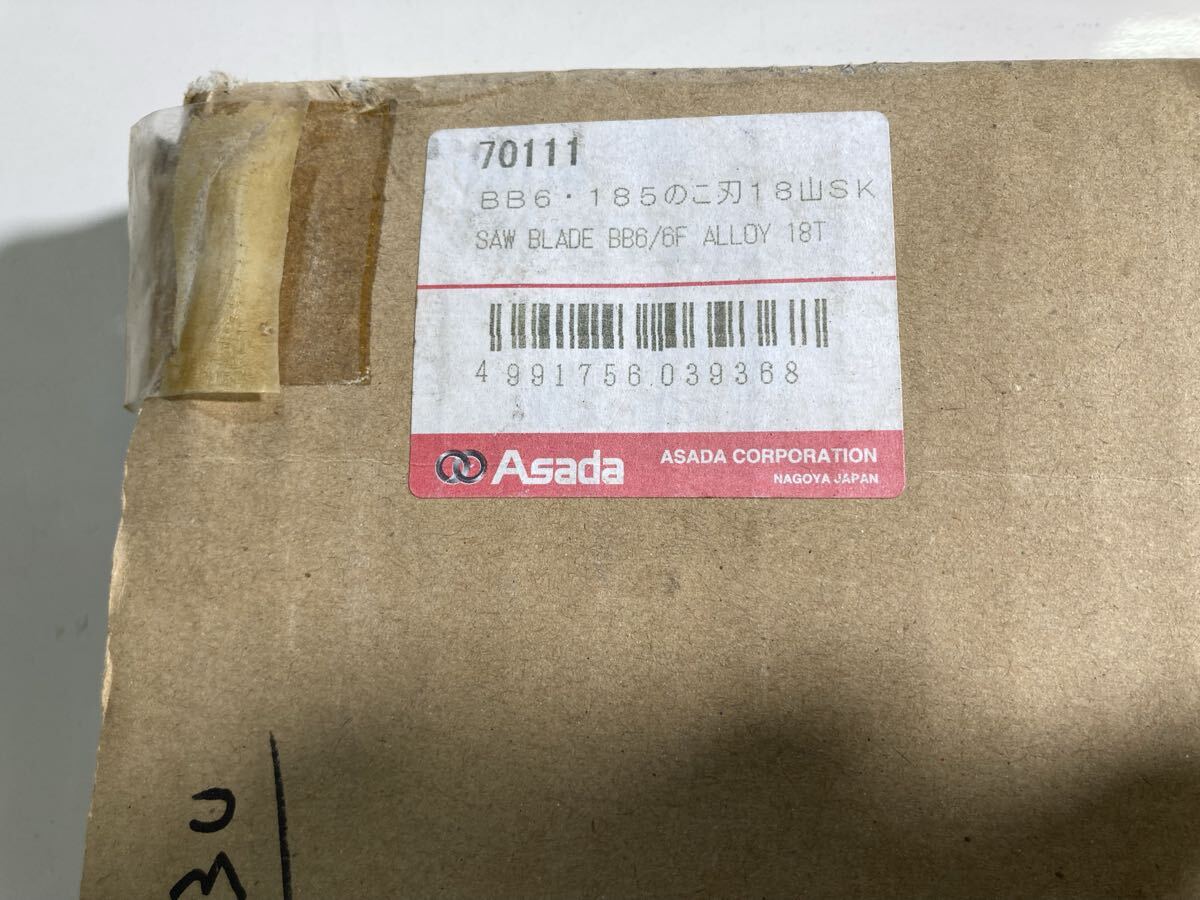 70111
BB6・185のこ刃18山SK
SAW BLADE BB6/6F ALLOY 18T
4 991756 039368
Asada
ASADA CORPORATION
NAGOYA JAPAN